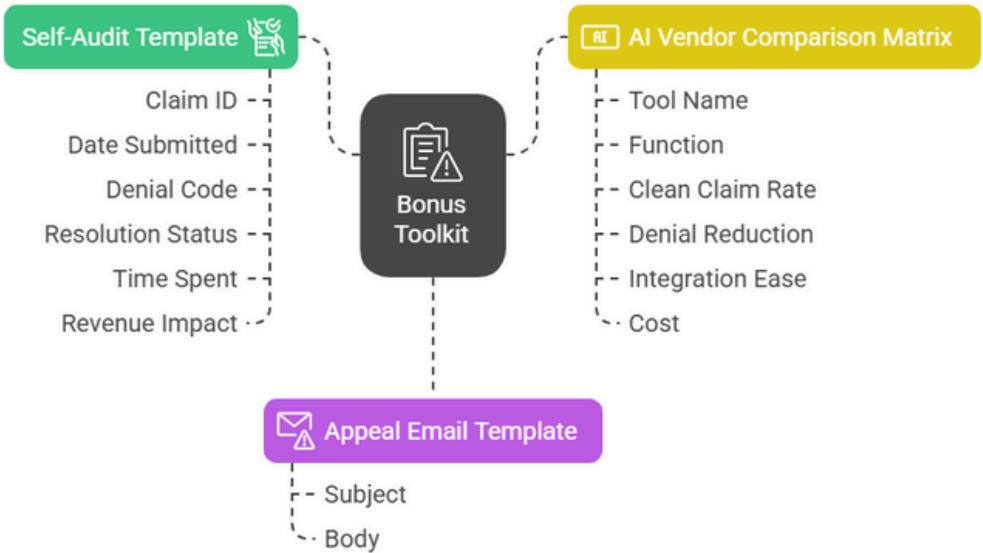 Self-Audit Template
Claim ID
Date Submitted
Denial Code
Resolution Status
Time Spent
Revenue Impact
Bonus
Toolkit
AI
AI Vendor Comparison Matrix
Tool Name
Function
Clean Claim Rate
Denial Reduction
Integration Ease
Cost
Appeal Email Template
Subject
Body